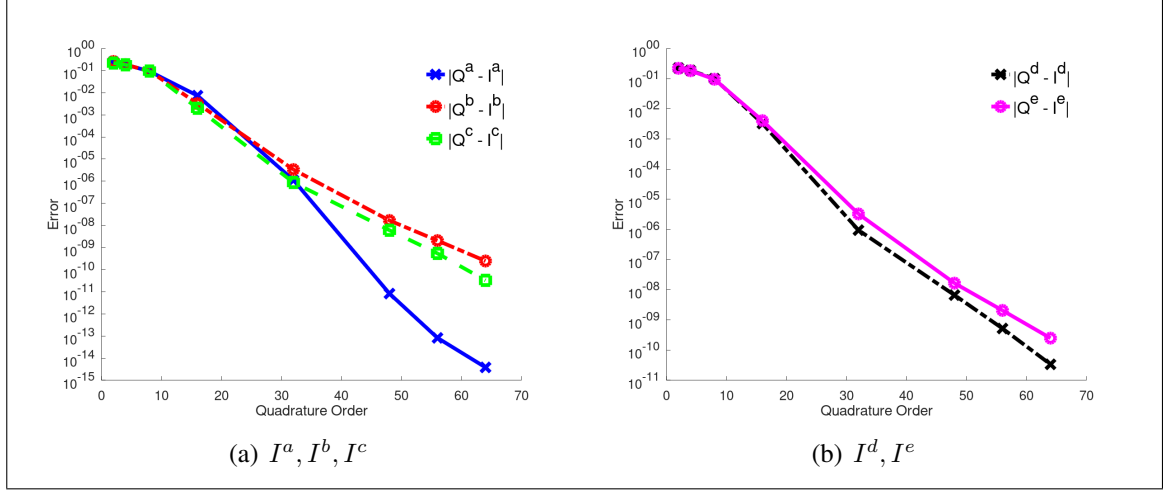 10^00
10^-01
10^-02
10^-03
10^-04
10^-05
10^-06
10^-07
10^-08
10^-09
10^-10
10^-11
10^-12
10^-13
10^-14
10^-15
Error
0 10 20 30 40 50 60 70
Quadrature Order
|Q^a - I^a|
|Q^b - I^b|
|Q^c - I^c|
(a) I^a, I^b, I^c
10^00
10^-01
10^-02
10^-03
10^-04
10^-05
10^-06
10^-07
10^-08
10^-09
10^-10
10^-11
Error
0 10 20 30 40 50 60 70
Quadrature Order
|Q^d - I^d|
|Q^e - I^e|
(b) I^d, I^e